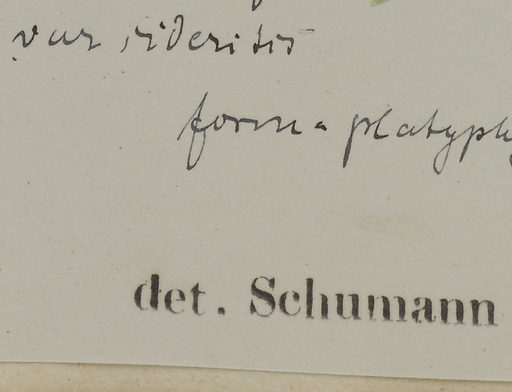 var sideritis
forma platyph
det. Schumann